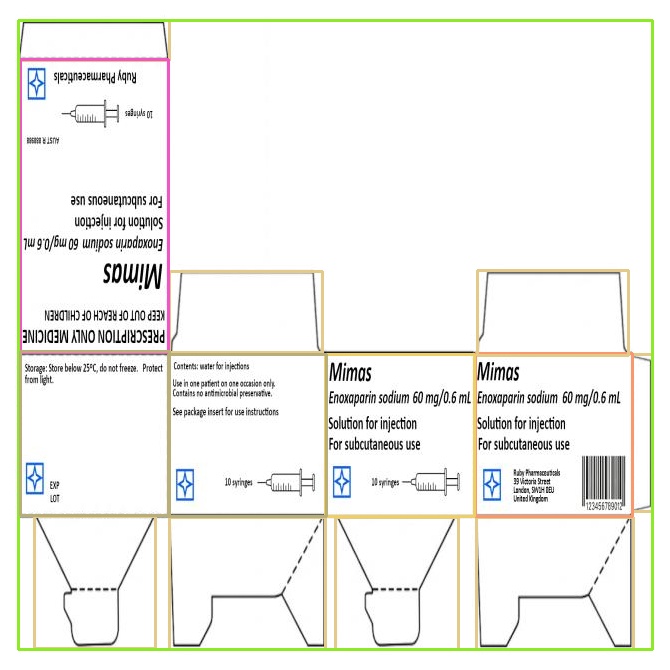 PRESCRIPTION ONLY MEDICINE
KEEP OUT OF REACH OF CHILDREN
Mimas
Enoxaparin sodium 60 mg/0.6 mL
Solution for injection
For subcutaneous use
AUST R 888988
10 syringes
Ruby Pharmaceuticals
Storage: Store below 25°C, do not freeze. Protect
from light.
EXP
LOT
Contents: water for injections
Use in one patient on one occasion only.
Contains no antimicrobial preservative.
See package insert for use instructions
10 syringes
Mimas
Enoxaparin sodium 60 mg/0.6 mL
Solution for injection
For subcutaneous use
10 syringes
Mimas
Enoxaparin sodium 60 mg/0.6 mL
Solution for injection
For subcutaneous use
Ruby Pharmaceuticals
39 Victoria Street
London, SW1H 0EU
United Kingdom
123456789012